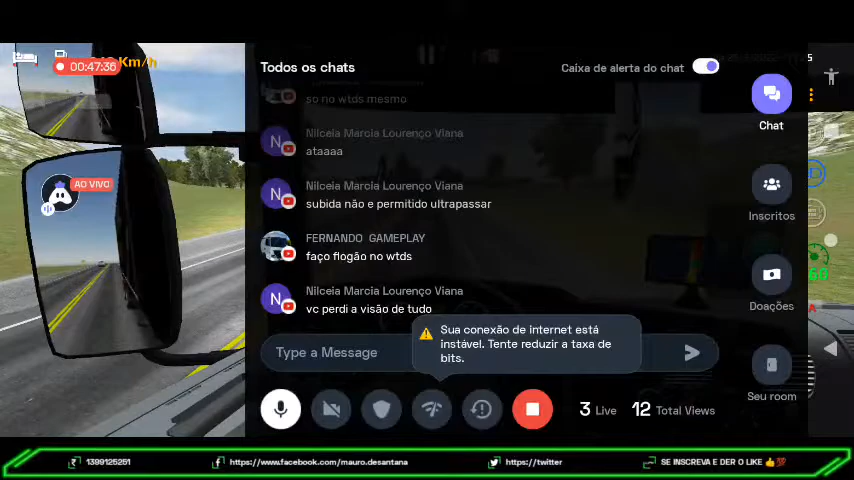 Km/h
00:47:36
AO VIVO
Todos os chats
Caixa de alerta do chat
so no wtds mesmo
Nilceia Marcia Lourenço Viana
ataaaa
Nilceia Marcia Lourenço Viana
subida não e permitido ultrapassar
FERNANDO GAMEPLAY
faço flogão no wtds
Nilceia Marcia Lourenço Viana
vc perdi a visão de tudo
Sua conexão de internet está
instável. Tente reduzir a taxa de
bits.
Type a Message
3 Live
12 Total Views
Chat
Inscritos
Doações
Seu room
66
A
1399125251
https://www.facebook.com/mauro.desantana
https://twitter
SE INSCREVA E DER O LIKE 👍💯